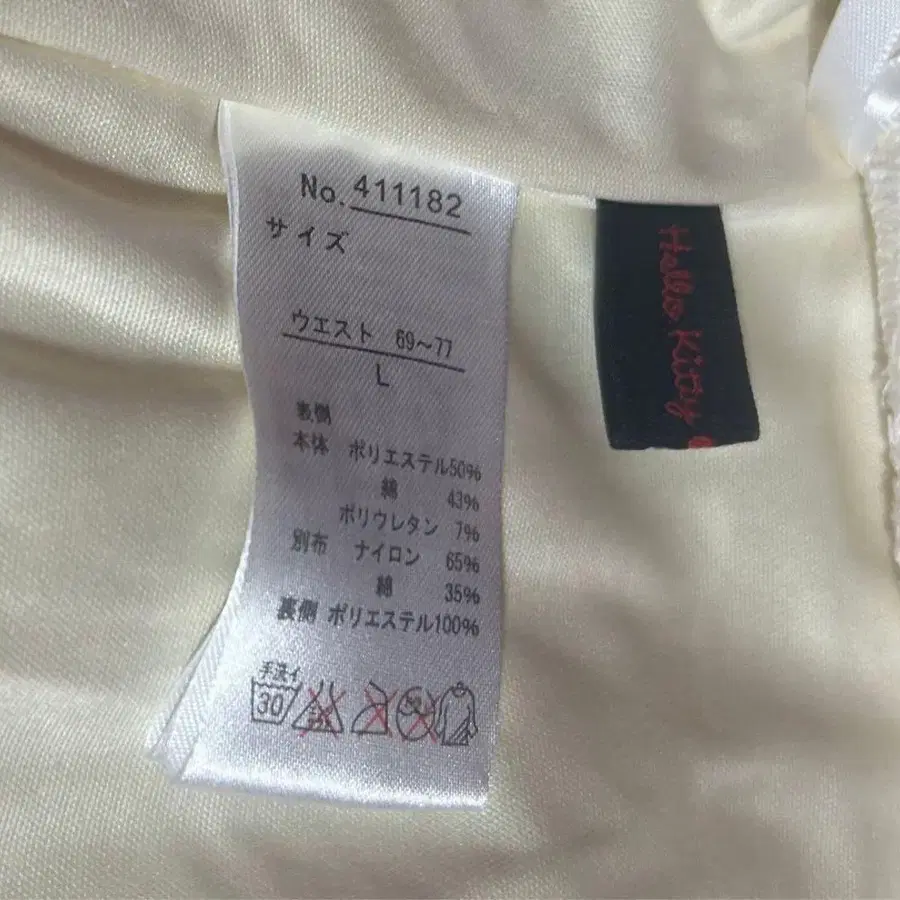 No. 411182
サイズ
ウエスト 69～77
L
表側
本体 ポリエステル50%
綿 43%
ポリウレタン 7%
別布 ナイロン 65%
綿 35%
裏側 ポリエステル100%
手洗イ
30
Hello Kitty